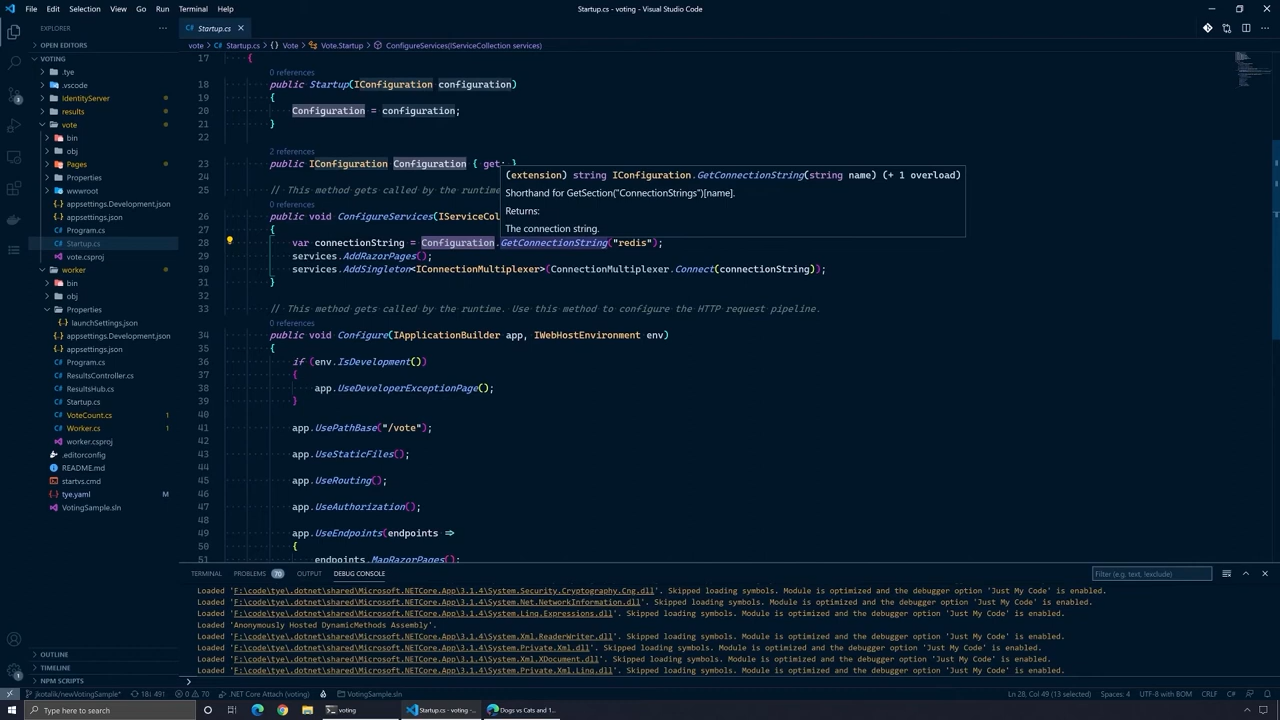 File Edit Selection View Go Run Terminal Help
Startup.cs - voting - Visual Studio Code
EXPLORER
OPEN EDITORS
VOTING
.tye
.vscode
IdentityServer
results
vote
bin
obj
Pages
Properties
wwwroot
appsettings.Development.json
appsettings.json
Program.cs
Startup.cs
vote.csproj
worker
bin
obj
Properties
launchSettings.json
appsettings.Development.json
appsettings.json
Program.cs
ResultsController.cs
ResultsHub.cs
Startup.cs
VoteCount.cs 1
Worker.cs 1
worker.csproj
.editorconfig
README.md
startvs.cmd
tye.yaml M
VotingSample.sln
OUTLINE
TIMELINE
NPM SCRIPTS
Startup.cs
vote > Startup.cs > {} Vote > Vote.Startup > ConfigureServices(IServiceCollection services)
17 {
0 references
18 public Startup(IConfiguration configuration)
19 {
20 Configuration = configuration;
21 }
22
2 references
23 public IConfiguration Configuration { get; }
(extension) string IConfiguration.GetConnectionString(string name) (+ 1 overload)
Shorthand for GetSection("ConnectionStrings")[name].
Returns:
The connection string.
25 // This method gets called by the runtime
0 references
26 public void ConfigureServices(IServiceCol
27 {
28 var connectionString = Configuration.GetConnectionString("redis");
29 services.AddRazorPages();
30 services.AddSingleton<IConnectionMultiplexer>(ConnectionMultiplexer.Connect(connectionString));
31 }
32
33 // This method gets called by the runtime. Use this method to configure the HTTP request pipeline.
0 references
34 public void Configure(IApplicationBuilder app, IWebHostEnvironment env)
35 {
36 if (env.IsDevelopment())
37 {
38 app.UseDeveloperExceptionPage();
39 }
40
41 app.UsePathBase("/vote");
42
43 app.UseStaticFiles();
44
45 app.UseRouting();
46
47 app.UseAuthorization();
48
49 app.UseEndpoints(endpoints =>
50 {
51 endpoints.MapRazorPages();
TERMINAL PROBLEMS 70 OUTPUT DEBUG CONSOLE
Filter (e.g. text, !exclude)
Loaded 'F:\code\tye\.dotnet\shared\Microsoft.NETCore.App\3.1.4\System.Security.Cryptography.Cng.dll'. Skipped loading symbols. Module is optimized and the debugger option 'Just My Code' is enabled.
Loaded 'F:\code\tye\.dotnet\shared\Microsoft.NETCore.App\3.1.4\System.Net.NetworkInformation.dll'. Skipped loading symbols. Module is optimized and the debugger option 'Just My Code' is enabled.
Loaded 'F:\code\tye\.dotnet\shared\Microsoft.NETCore.App\3.1.4\System.Linq.Expressions.dll'. Skipped loading symbols. Module is optimized and the debugger option 'Just My Code' is enabled.
Loaded 'Anonymously Hosted DynamicMethods Assembly'.
Loaded 'F:\code\tye\.dotnet\shared\Microsoft.NETCore.App\3.1.4\System.Xml.ReaderWriter.dll'. Skipped loading symbols. Module is optimized and the debugger option 'Just My Code' is enabled.
Loaded 'F:\code\tye\.dotnet\shared\Microsoft.NETCore.App\3.1.4\System.Private.Xml.dll'. Skipped loading symbols. Module is optimized and the debugger option 'Just My Code' is enabled.
Loaded 'F:\code\tye\.dotnet\shared\Microsoft.NETCore.App\3.1.4\System.Xml.XDocument.dll'. Skipped loading symbols. Module is optimized and the debugger option 'Just My Code' is enabled.
Loaded 'F:\code\tye\.dotnet\shared\Microsoft.NETCore.App\3.1.4\System.Private.Xml.Linq.dll'. Skipped loading symbols. Module is optimized and the debugger option 'Just My Code' is enabled.
jkotalik/newVotingSample* 18↓ 49↑ 0 70 .NET Core Attach (voting) VotingSample.sln
Ln 28, Col 49 (13 selected) Spaces: 4 UTF-8 with BOM CRLF C#
Type here to search
voting
Startup.cs - voting -...
Dogs vs Cats and 1...